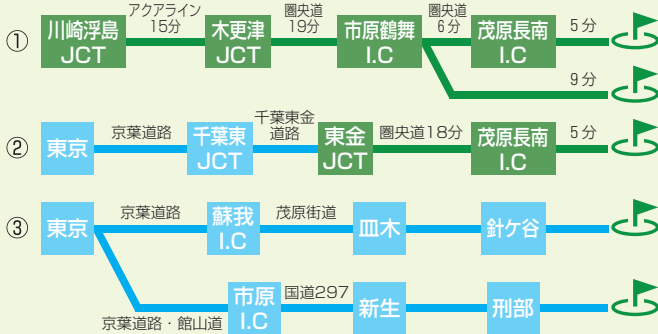 ①
川崎浮島
JCT
アクアライン
15分
木更津
JCT
圏央道
19分
市原鶴舞
I.C
圏央道
6分
茂原長南
I.C
5分
9分
②
東京
京葉道路
千葉東
JCT
千葉東金
道路
東金
JCT
圏央道18分
茂原長南
I.C
5分
③
東京
京葉道路
蘇我
I.C
茂原街道
皿木
針ケ谷
京葉道路・館山道
市原
I.C
国道297
新生
刑部